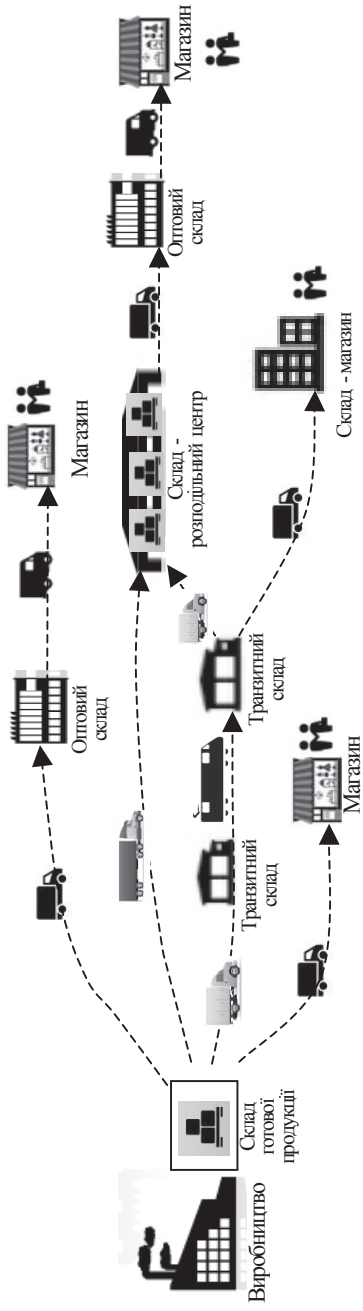 Виробництво
Склад
готової
продукції
Оптовий
склад
Магазин
Транзитний
склад
Транзитний
склад
Магазин
Склад -
розподільний центр
Оптовий
склад
Магазин
Склад - магазин